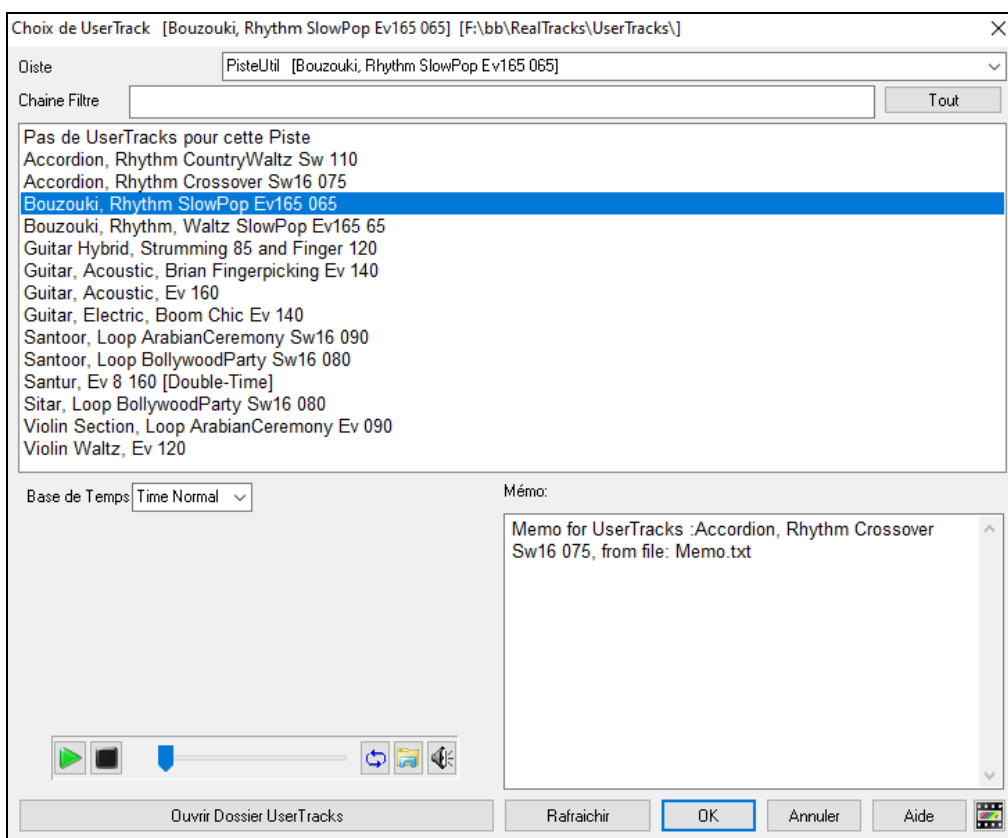 Choix de UserTrack [Bouzouki, Rhythm SlowPop Ev165 065] [F:\bb\RealTracks\UserTracks\]
Oiste PisteUtil [Bouzouki, Rhythm SlowPop Ev165 065]
Chaine Filtre Tout
Pas de UserTracks pour cette Piste
Accordion, Rhythm CountryWaltz Sw 110
Accordion, Rhythm Crossover Sw16 075
Bouzouki, Rhythm SlowPop Ev165 065
Bouzouki, Rhythm, Waltz SlowPop Ev165 65
Guitar Hybrid, Strumming 85 and Finger 120
Guitar, Acoustic, Brian Fingerpicking Ev 140
Guitar, Acoustic, Ev 160
Guitar, Electric, Boom Chic Ev 140
Santoor, Loop ArabianCeremony Sw16 090
Santoor, Loop BollywoodParty Sw16 080
Santur, Ev 8 160 [Double-Time]
Sitar, Loop BollywoodParty Sw16 080
Violin Section, Loop ArabianCeremony Ev 090
Violin Waltz, Ev 120
Base de Temps Time Normal
Mémo:
Memo for UserTracks :Accordion, Rhythm Crossover
Sw16 075, from file: Memo.txt
Ouvrir Dossier UserTracks Rafraichir OK Annuler Aide